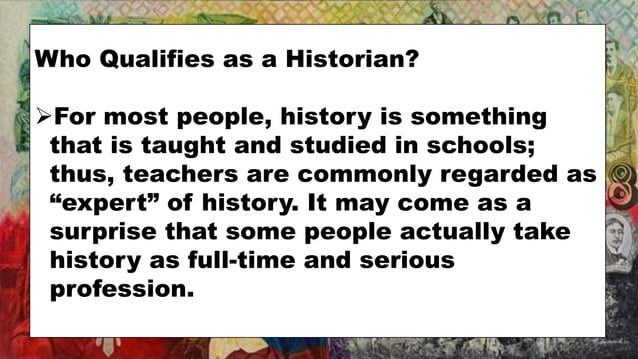 Who Qualifies as a Historian?
➢For most people, history is something
that is taught and studied in schools;
thus, teachers are commonly regarded as
“expert” of history. It may come as a
surprise that some people actually take
history as full-time and serious
profession.